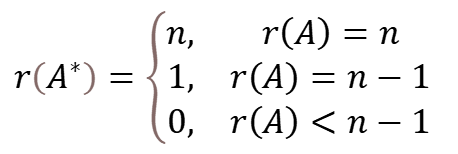 r(A*) = { n, r(A) = n
1, r(A) = n − 1
0, r(A) < n − 1